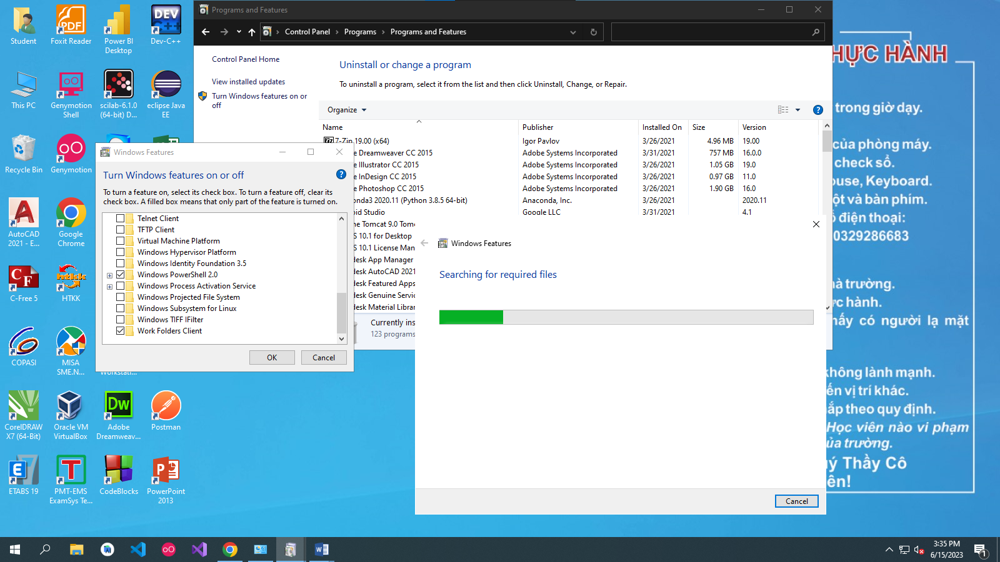 Student
Foxit Reader
Power BI
Desktop
Dev-C++
This PC
Genymotion
Shell
scilab-6.1.0
(64-bit) D...
eclipse Java
EE
Recycle Bin
Genymotion
AutoCAD
2021 - E...
Google
Chrome
C-Free 5
HTKK
COPASI
MISA
SME.N...
Workstati...
CorelDRAW
X7 (64-Bit)
Oracle VM
VirtualBox
Adobe
Dreamweav...
Postman
ETABS 19
PMT-EMS
ExamSys Te...
CodeBlocks
PowerPoint
2013
Programs and Features
Control Panel
Programs
Programs and Features
Control Panel Home
View installed updates
Turn Windows features on or
off
Uninstall or change a program
To uninstall a program, select it from the list and then click Uninstall, Change, or Repair.
Organize
Name Publisher Installed On Size Version
7-Zip 19.00 (x64) Igor Pavlov 3/26/2021 4.96 MB 19.00
e Dreamweaver CC 2015 Adobe Systems Incorporated 3/31/2021 757 MB 16.0.0
e Illustrator CC 2015 Adobe Systems Incorporated 3/26/2021 1.05 GB 19.0
e InDesign CC 2015 Adobe Systems Incorporated 3/26/2021 0.97 GB 11.0
e Photoshop CC 2015 Adobe Systems Incorporated 3/26/2021 1.90 GB 16.0
onda3 2020.11 (Python 3.8.5 64-bit) Anaconda, Inc. 3/26/2021 2020.11
oid Studio Google LLC 3/31/2021 4.1
he Tomcat 9.0 Tom
S 10.1 for Desktop
S 10.1 License Man
desk App Manager
desk AutoCAD 2021
desk Featured Apps
desk Genuine Servic
desk Material Librar
Currently ins
123 programs
Windows Features
Turn Windows features on or off
To turn a feature on, select its check box. To turn a feature off, clear its
check box. A filled box means that only part of the feature is turned on.
Telnet Client
TFTP Client
Virtual Machine Platform
Windows Hypervisor Platform
Windows Identity Foundation 3.5
Windows PowerShell 2.0
Windows Process Activation Service
Windows Projected File System
Windows Subsystem for Linux
Windows TIFF IFilter
Work Folders Client
OK
Cancel
Windows Features
Searching for required files
Cancel
HỰC HÀNH
trong giờ dạy.
của phòng máy.
check sổ.
ouse, Keyboard.
ột và bàn phím.
điện thoại:
0329286683
à trường.
c hành.
hấy có người lạ mặt
không lành mạnh.
ến vị trí khác.
ắp theo quy định.
Học viên nào vi phạm
ủa trường.
uý Thầy Cô
ên!
3:35 PM
6/15/2023
1